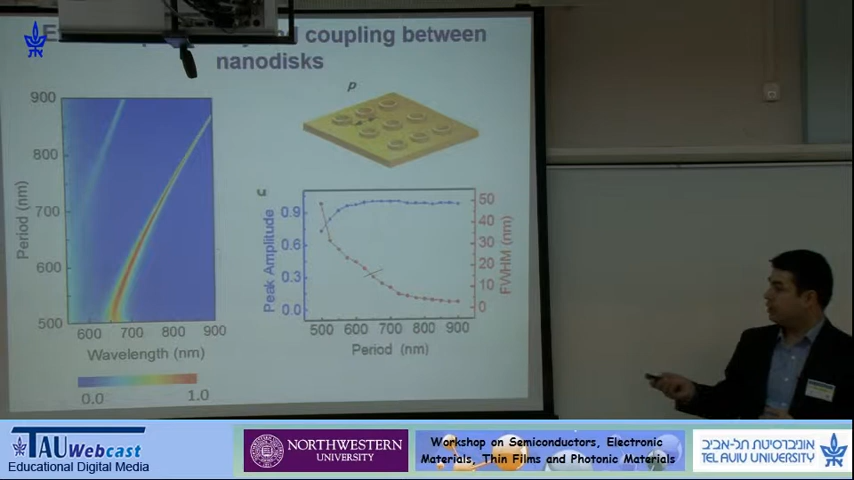 coupling between
nanodisks
p
900
800
700
600
500
Period (nm)
600 700 800 900
Wavelength (nm)
0.0 1.0
u
0.9
0.6
0.3
0.0
Peak Amplitude
50
40
30
20
10
0
FWHM (nm)
500 600 700 800 900
Period (nm)
TAU Webcast
Educational Digital Media
NORTHWESTERN
UNIVERSITY
Workshop on Semiconductors, Electronic
Materials, Thin Films and Photonic Materials
אוניברסיטת תל-אביב
TEL AVIV UNIVERSITY